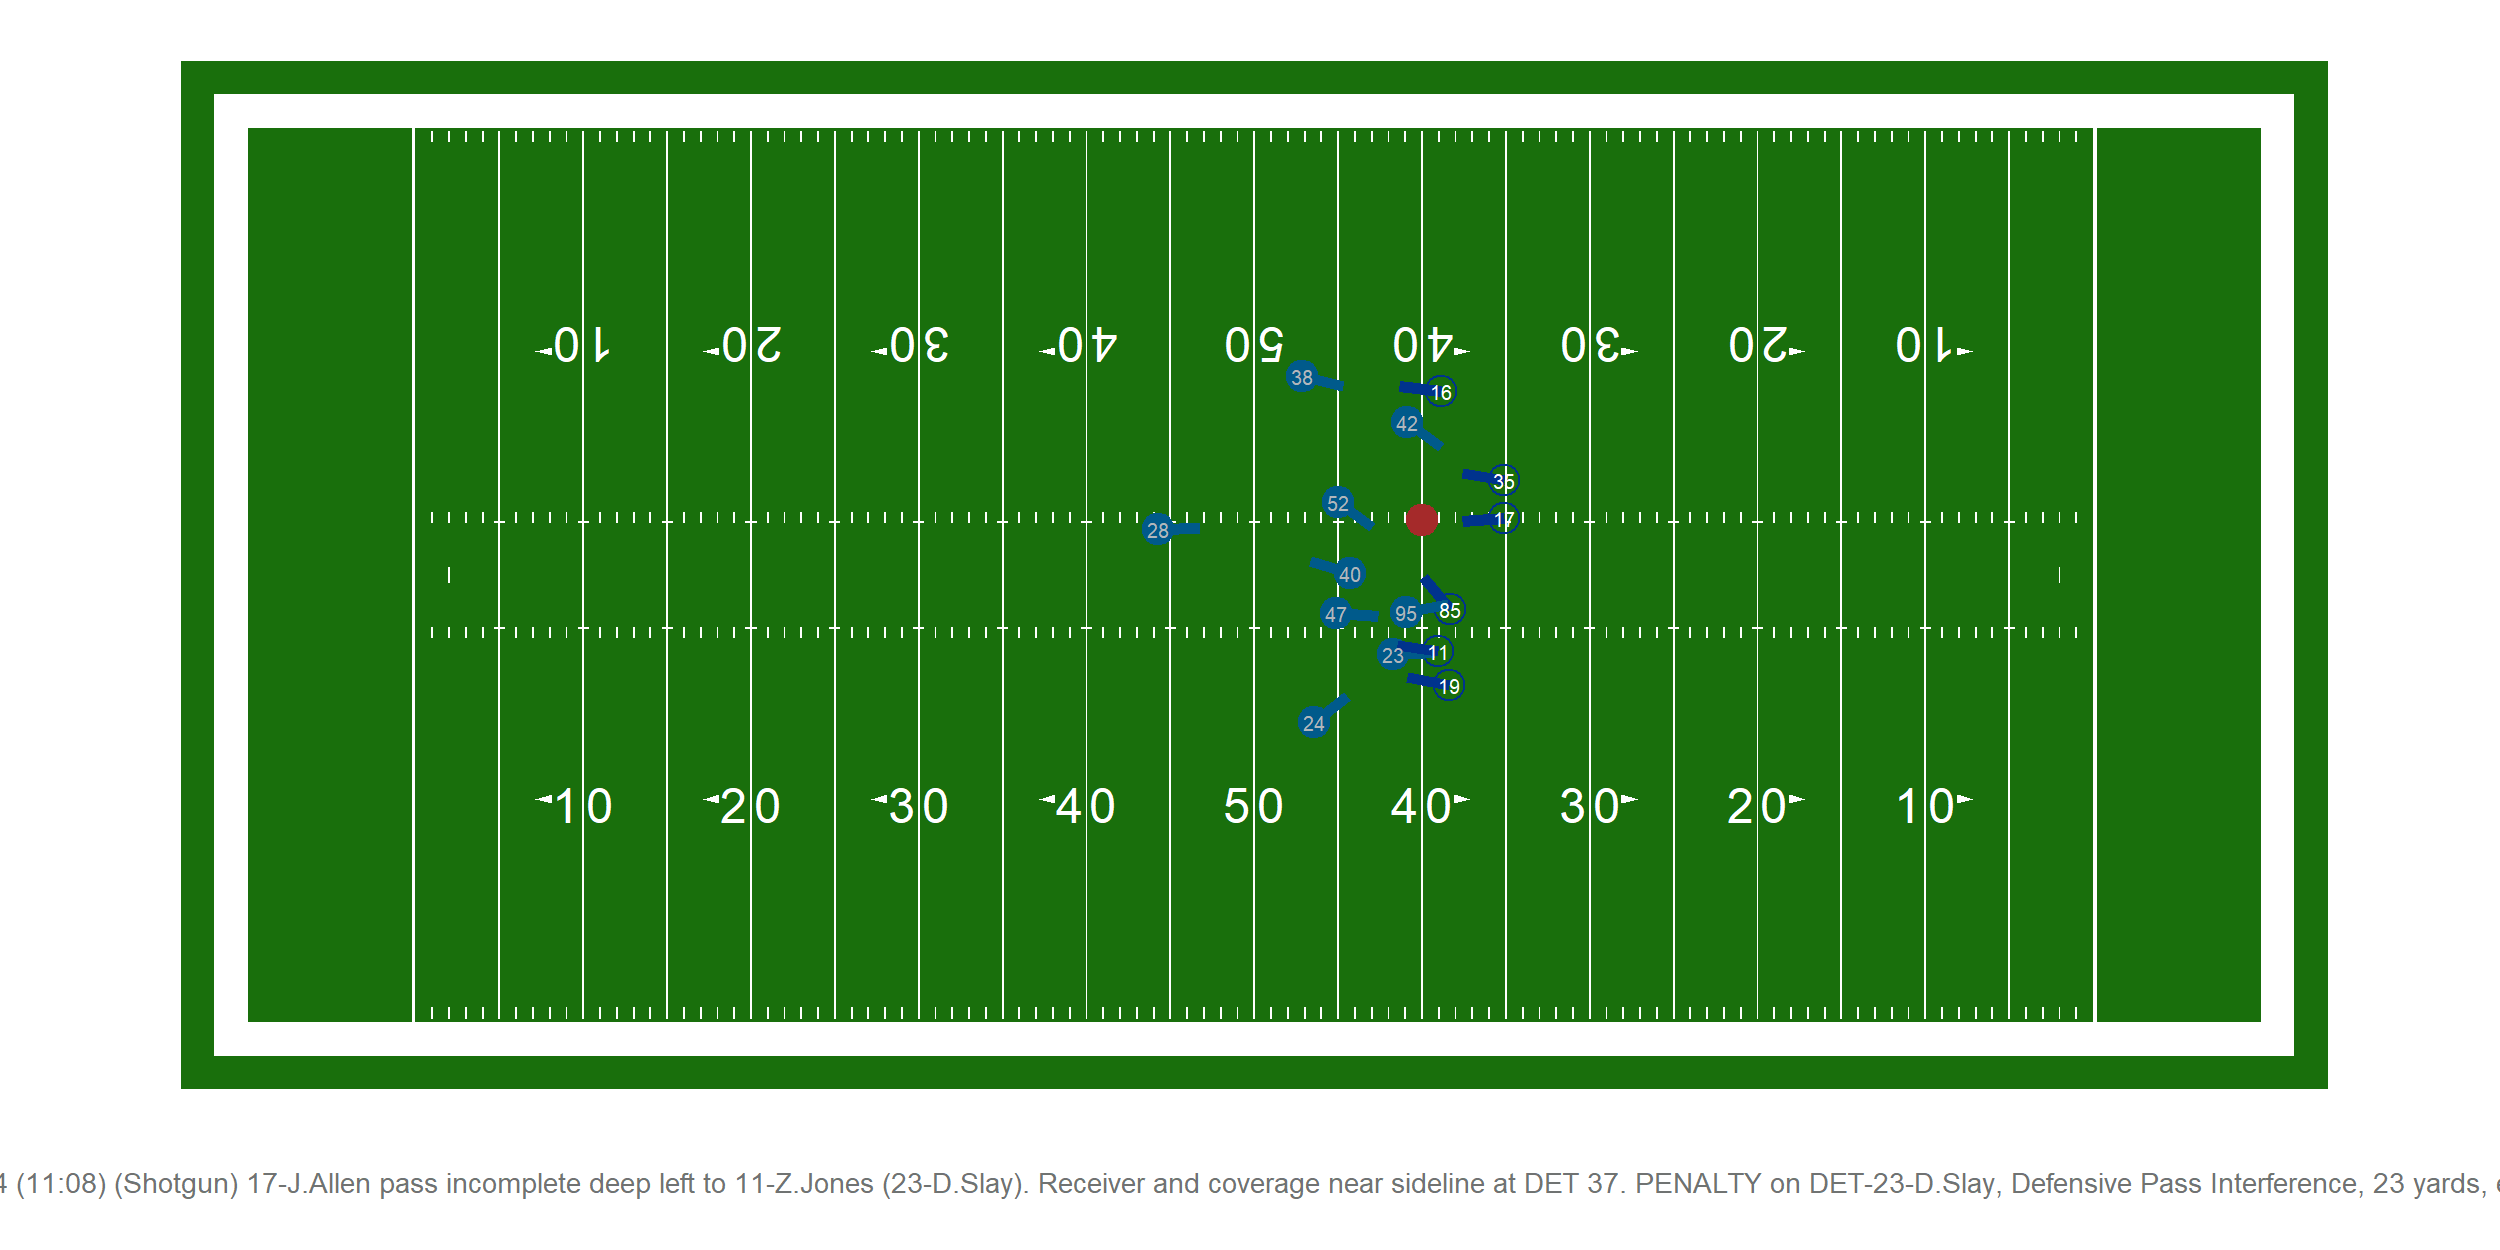 10 20 30 40 50 40 30 20 10
38
16
42
35
52
17
28
40
47 95 85
23 11
19
24
10 20 30 40 50 40 30 20 10
4 (11:08) (Shotgun) 17-J.Allen pass incomplete deep left to 11-Z.Jones (23-D.Slay). Receiver and coverage near sideline at DET 37. PENALTY on DET-23-D.Slay, Defensive Pass Interference, 23 yards, e